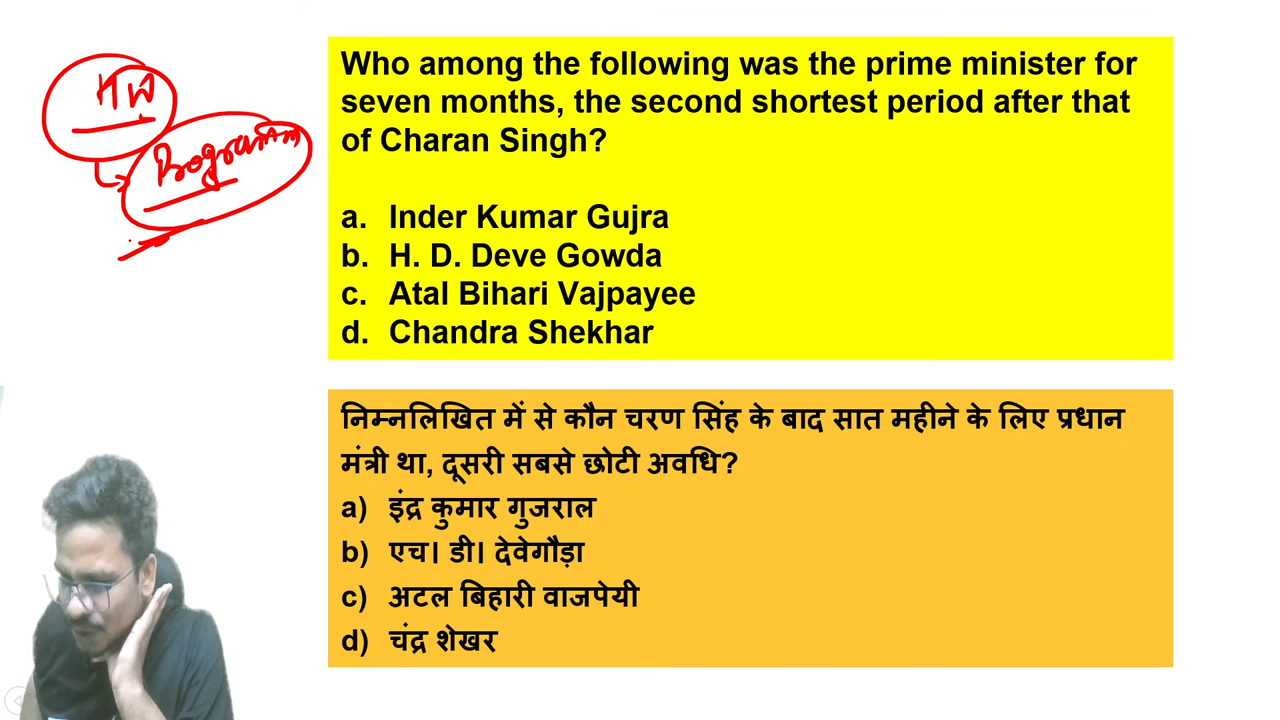 HW
Program
Who among the following was the prime minister for
seven months, the second shortest period after that
of Charan Singh?
a. Inder Kumar Gujra
b. H. D. Deve Gowda
c. Atal Bihari Vajpayee
d. Chandra Shekhar
निम्नलिखित में से कौन चरण सिंह के बाद सात महीने के लिए प्रधान
मंत्री था, दूसरी सबसे छोटी अवधि?
a) इंद्र कुमार गुजराल
b) एच। डी। देवेगौड़ा
c) अटल बिहारी वाजपेयी
d) चंद्र शेखर